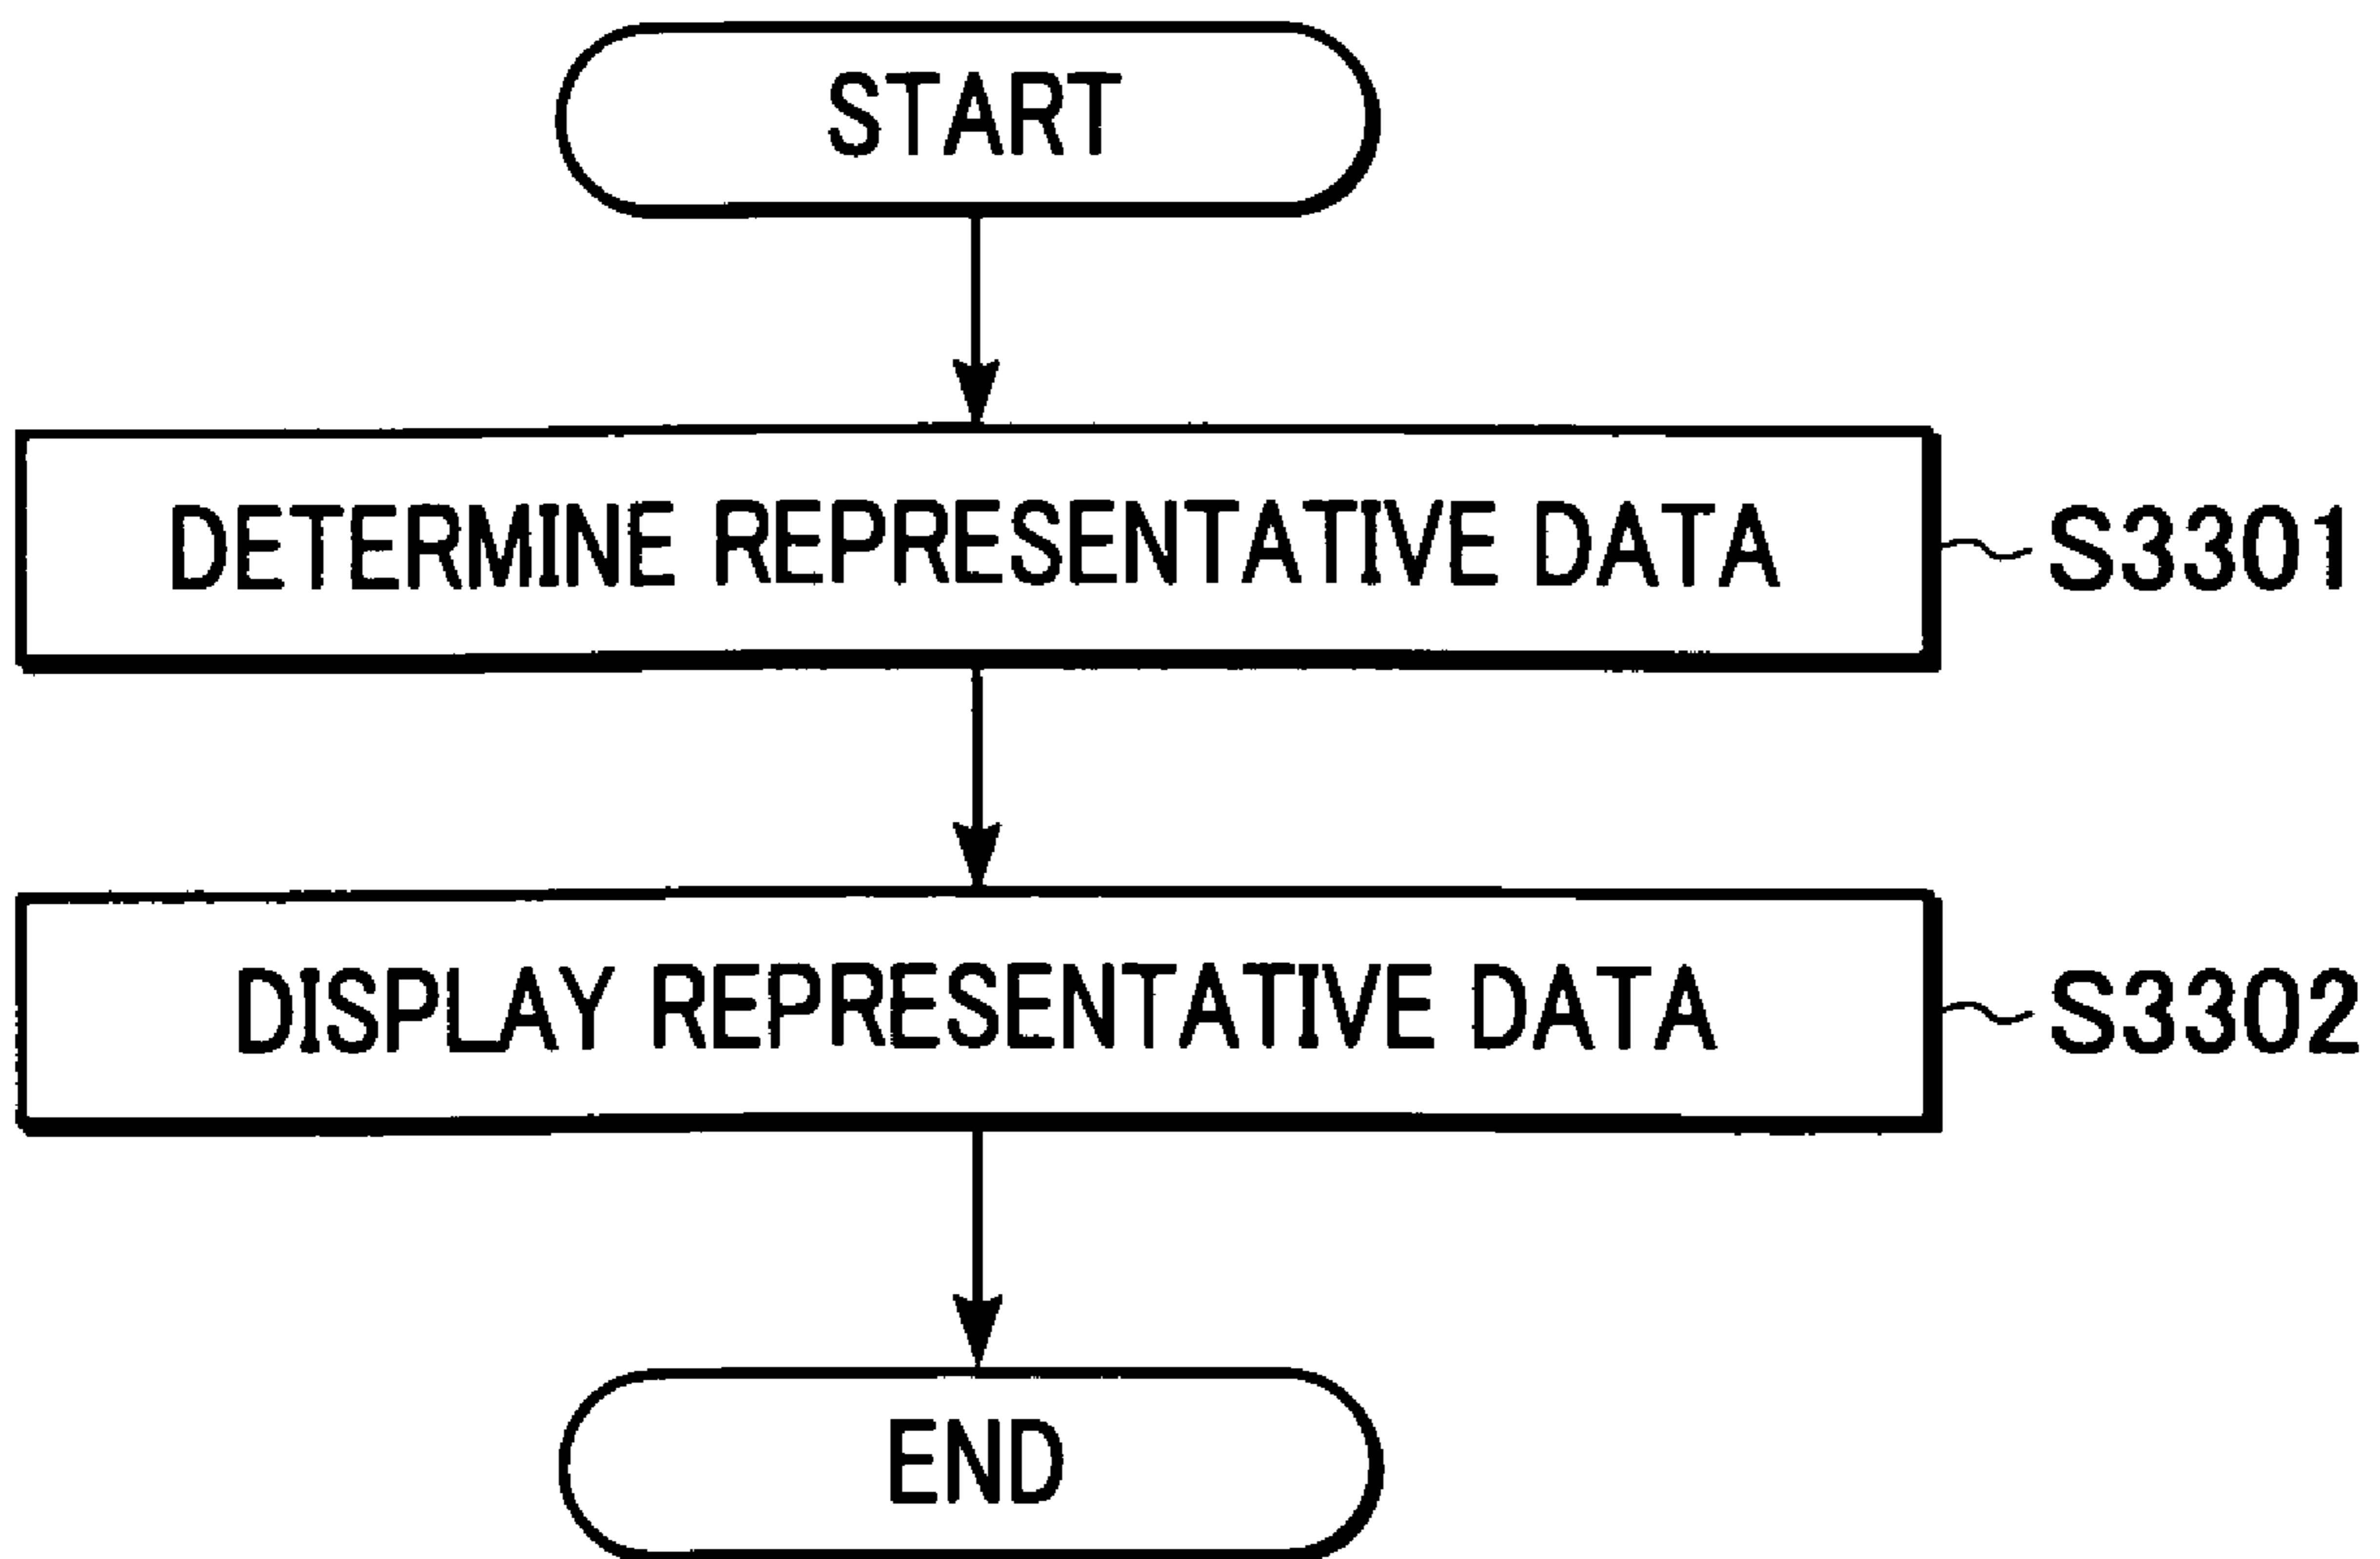 START
DETERMINE REPRESENTATIVE DATA S3301
DISPLAY REPRESENTATIVE DATA S3302
END